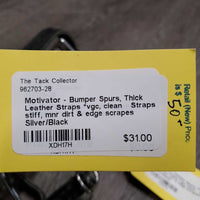 The Tack Collector
962703-28
Motivator - Bumper Spurs, Thick
Leather Straps *vgc, clean Straps
stiff, mnr dirt & edge scrapes
Silver/Black
$31.00
XDH17H
Retail (New) Price
is $ 50+